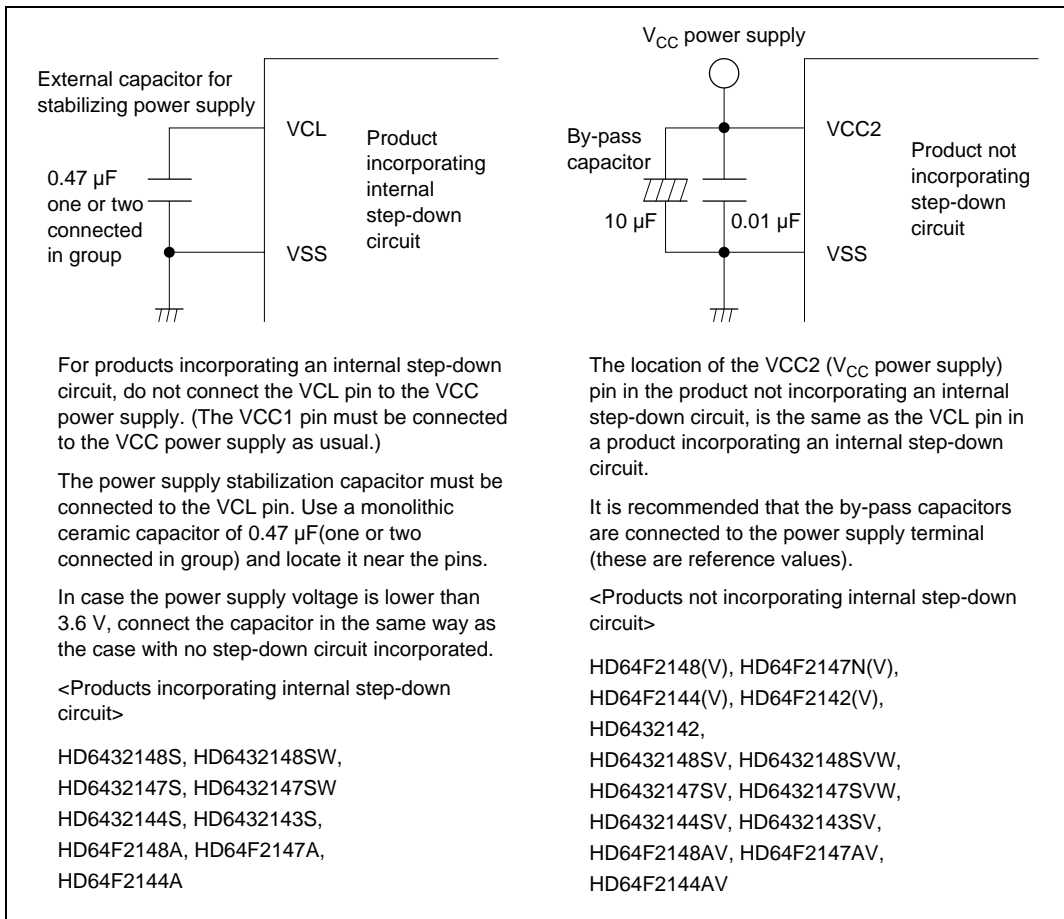 External capacitor for
stabilizing power supply
VCL
Product
incorporating
internal
step-down
circuit
0.47 µF
one or two
connected
in group
VSS
VCC power supply
By-pass
capacitor
VCC2
Product not
incorporating
step-down
circuit
10 µF
0.01 µF
VSS
For products incorporating an internal step-down
circuit, do not connect the VCL pin to the VCC
power supply. (The VCC1 pin must be connected
to the VCC power supply as usual.)
The power supply stabilization capacitor must be
connected to the VCL pin. Use a monolithic
ceramic capacitor of 0.47 µF(one or two
connected in group) and locate it near the pins.
In case the power supply voltage is lower than
3.6 V, connect the capacitor in the same way as
the case with no step-down circuit incorporated.
<Products incorporating internal step-down
circuit>
HD6432148S, HD6432148SW,
HD6432147S, HD6432147SW
HD6432144S, HD6432143S,
HD64F2148A, HD64F2147A,
HD64F2144A
The location of the VCC2 (VCC power supply)
pin in the product not incorporating an internal
step-down circuit, is the same as the VCL pin in
a product incorporating an internal step-down
circuit.
It is recommended that the by-pass capacitors
are connected to the power supply terminal
(these are reference values).
<Products not incorporating internal step-down
circuit>
HD64F2148(V), HD64F2147N(V),
HD64F2144(V), HD64F2142(V),
HD6432142,
HD6432148SV, HD6432148SVW,
HD6432147SV, HD6432147SVW,
HD6432144SV, HD6432143SV,
HD64F2148AV, HD64F2147AV,
HD64F2144AV